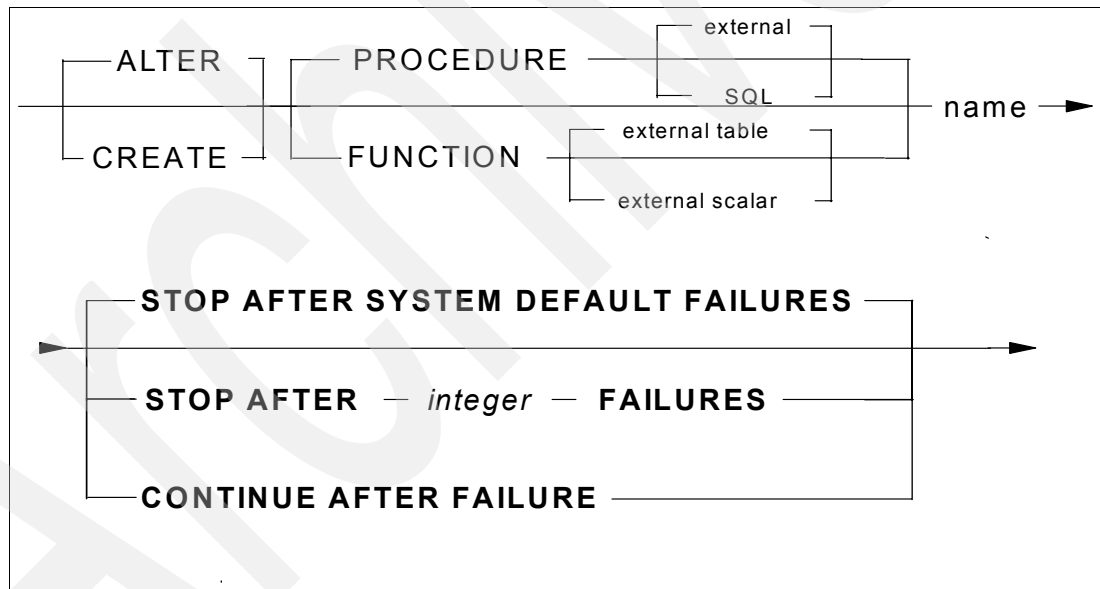 external
ALTER PROCEDURE
SQL
name
external table
CREATE FUNCTION
external scalar
STOP AFTER SYSTEM DEFAULT FAILURES
STOP AFTER integer FAILURES
CONTINUE AFTER FAILURE